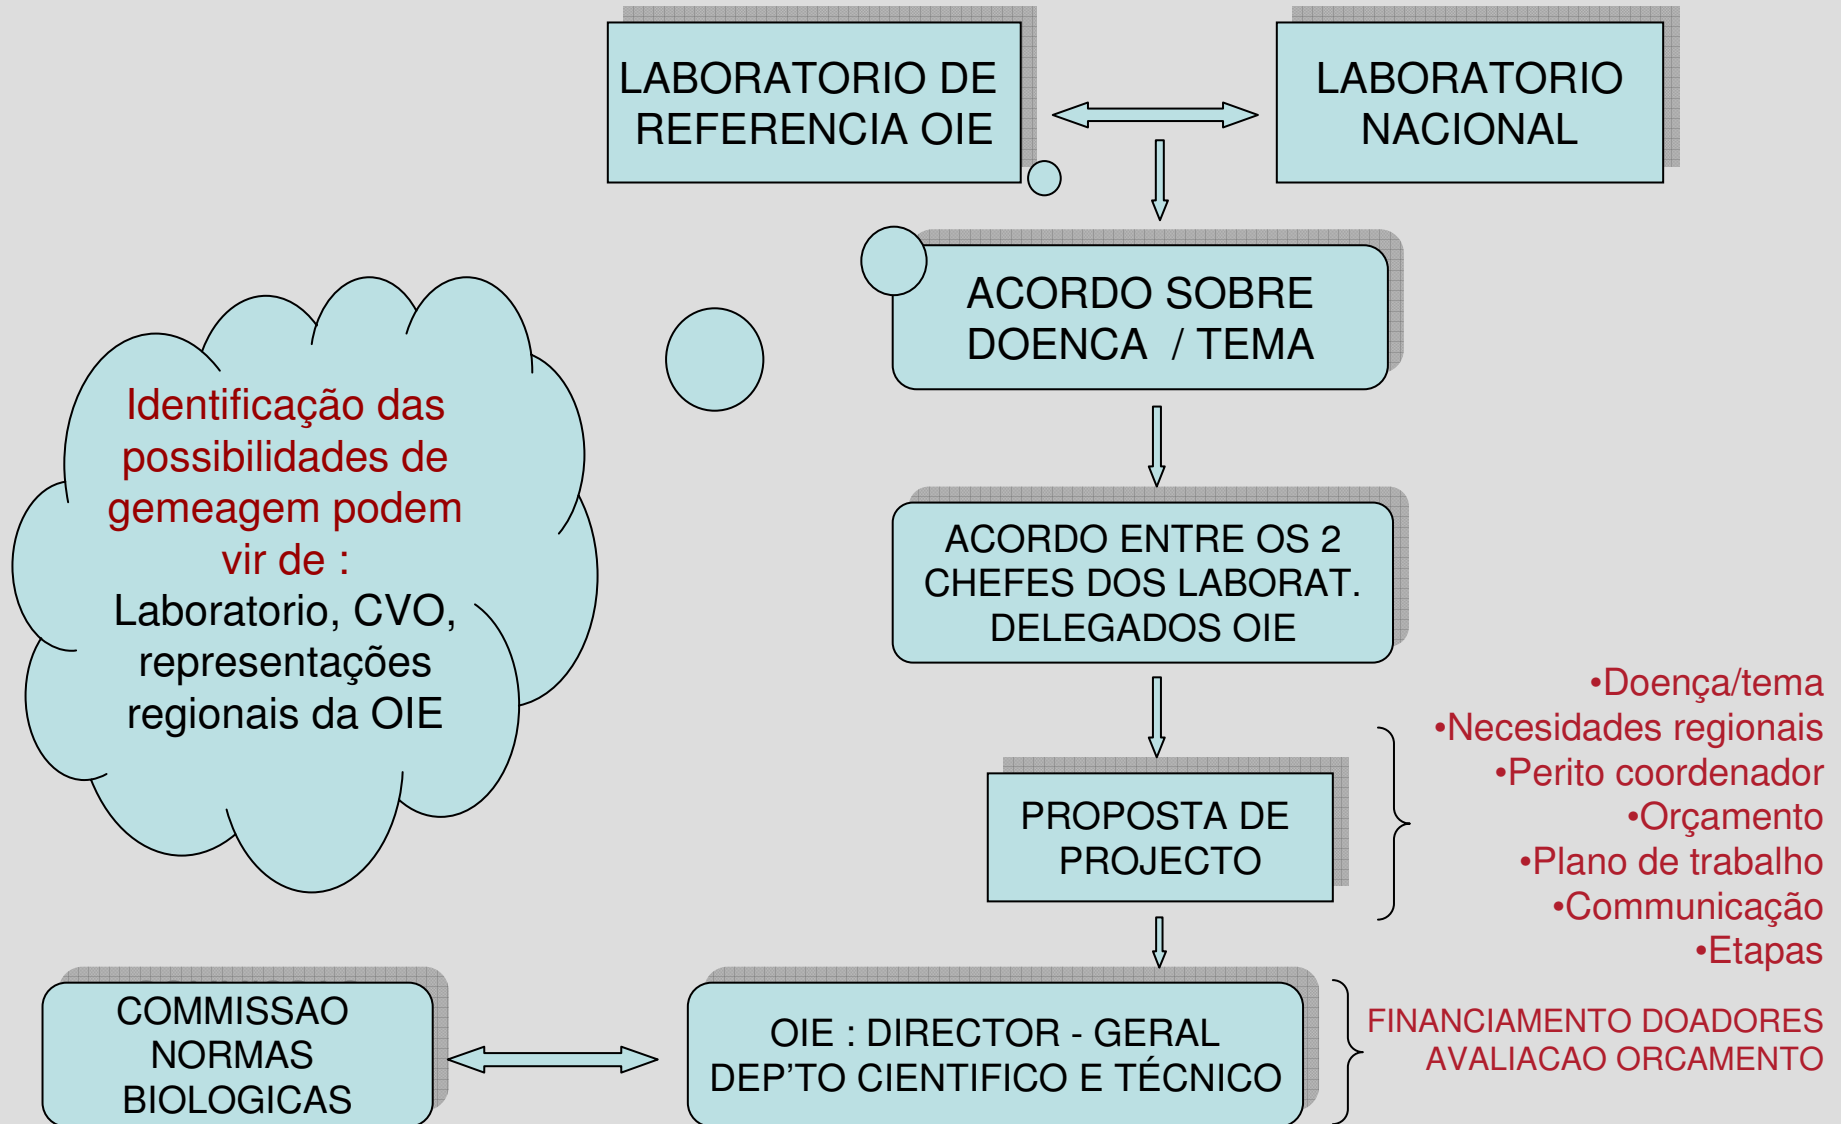 LABORATORIO DE
REFERENCIA OIE
LABORATORIO
NACIONAL
ACORDO SOBRE
DOENCA / TEMA
Identificação das
possibilidades de
gemeagem podem
vir de :
Laboratorio, CVO,
representações
regionais da OIE
ACORDO ENTRE OS 2
CHEFES DOS LABORAT.
DELEGADOS OIE
PROPOSTA DE
PROJECTO
•Doença/tema
•Necesidades regionais
•Perito coordenador
•Orçamento
•Plano de trabalho
•Communicação
•Etapas
COMMISSAO
NORMAS
BIOLOGICAS
OIE : DIRECTOR - GERAL
DEP’TO CIENTIFICO E TÉCNICO
FINANCIAMENTO DOADORES
AVALIACAO ORCAMENTO